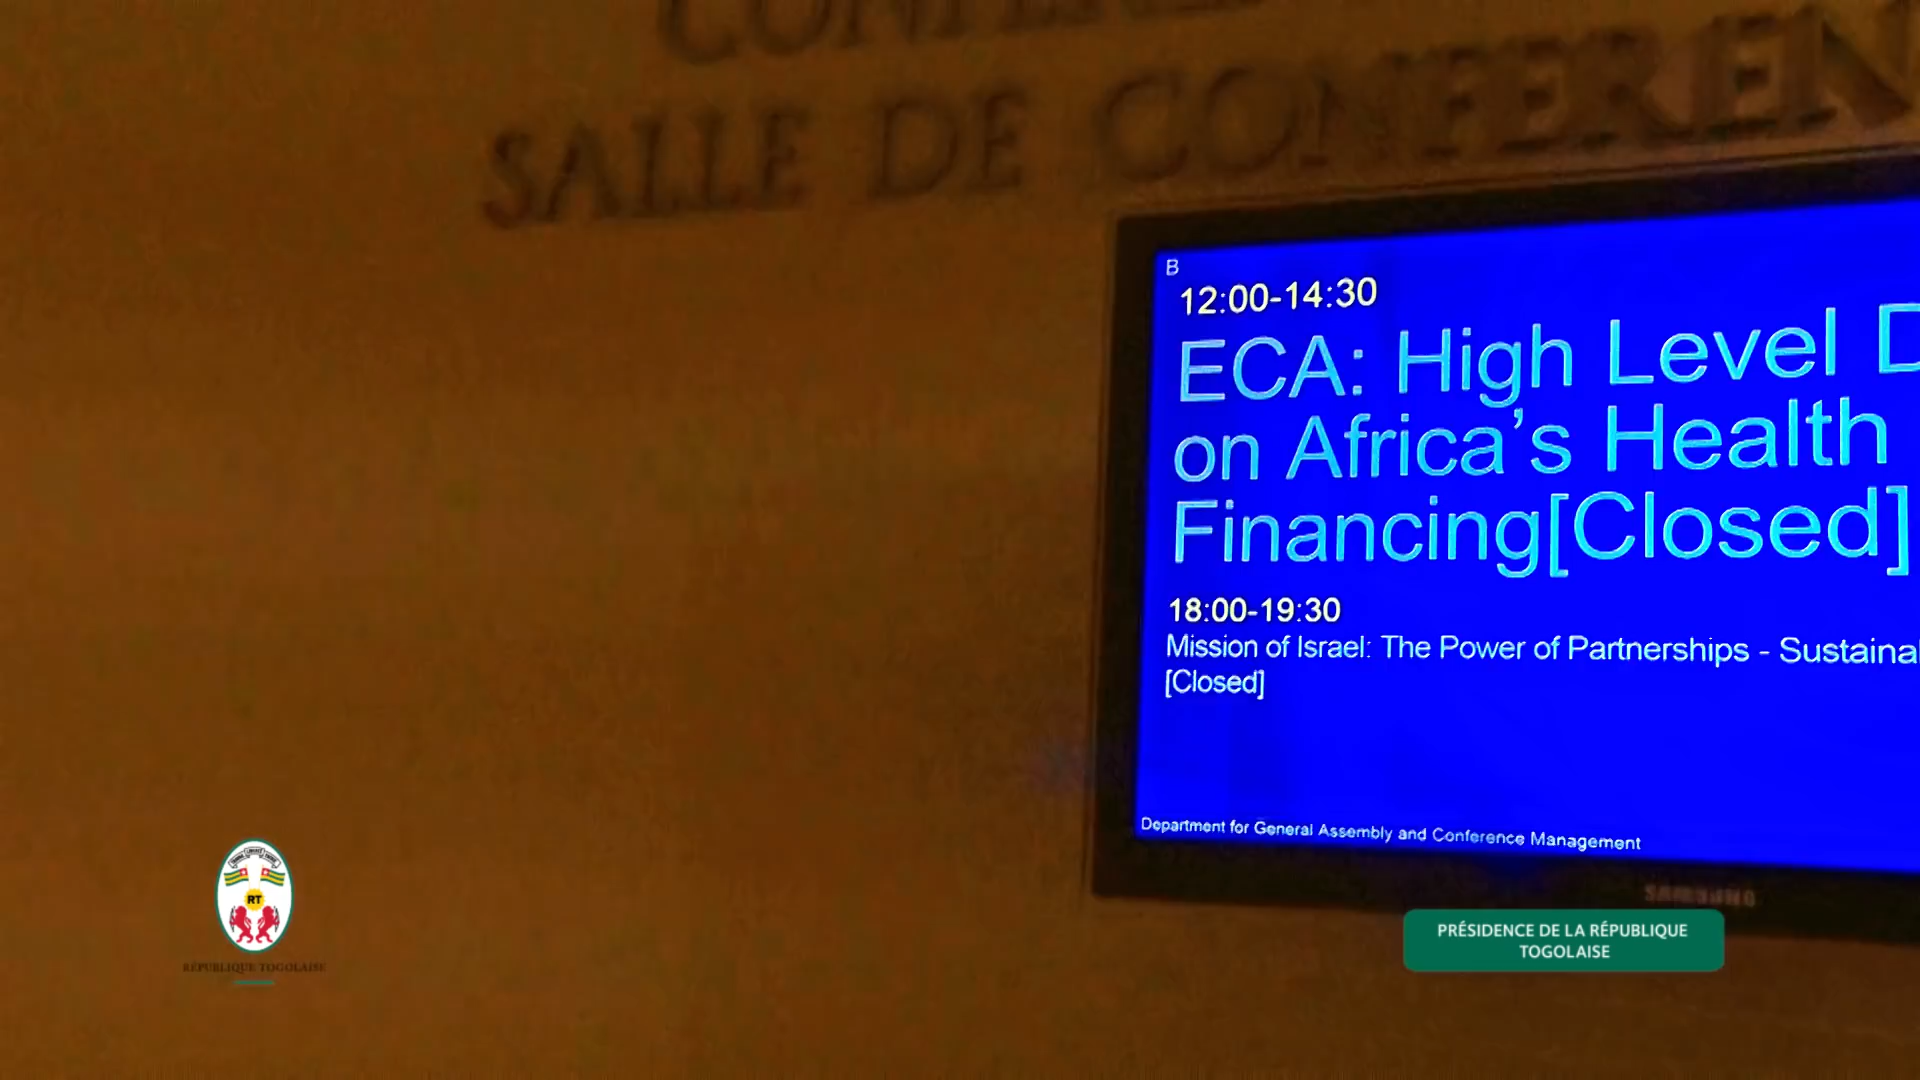 SALLE DE CONFEREN
B
12:00-14:30
ECA: High Level D
on Africa's Health
Financing[Closed]
18:00-19:30
Mission of Israel: The Power of Partnerships - Sustainal
[Closed]
Department for General Assembly and Conference Management
SAMSUNG
RT
RÉPUBLIQUE TOGOLAISE
PRÉSIDENCE DE LA RÉPUBLIQUE
TOGOLAISE